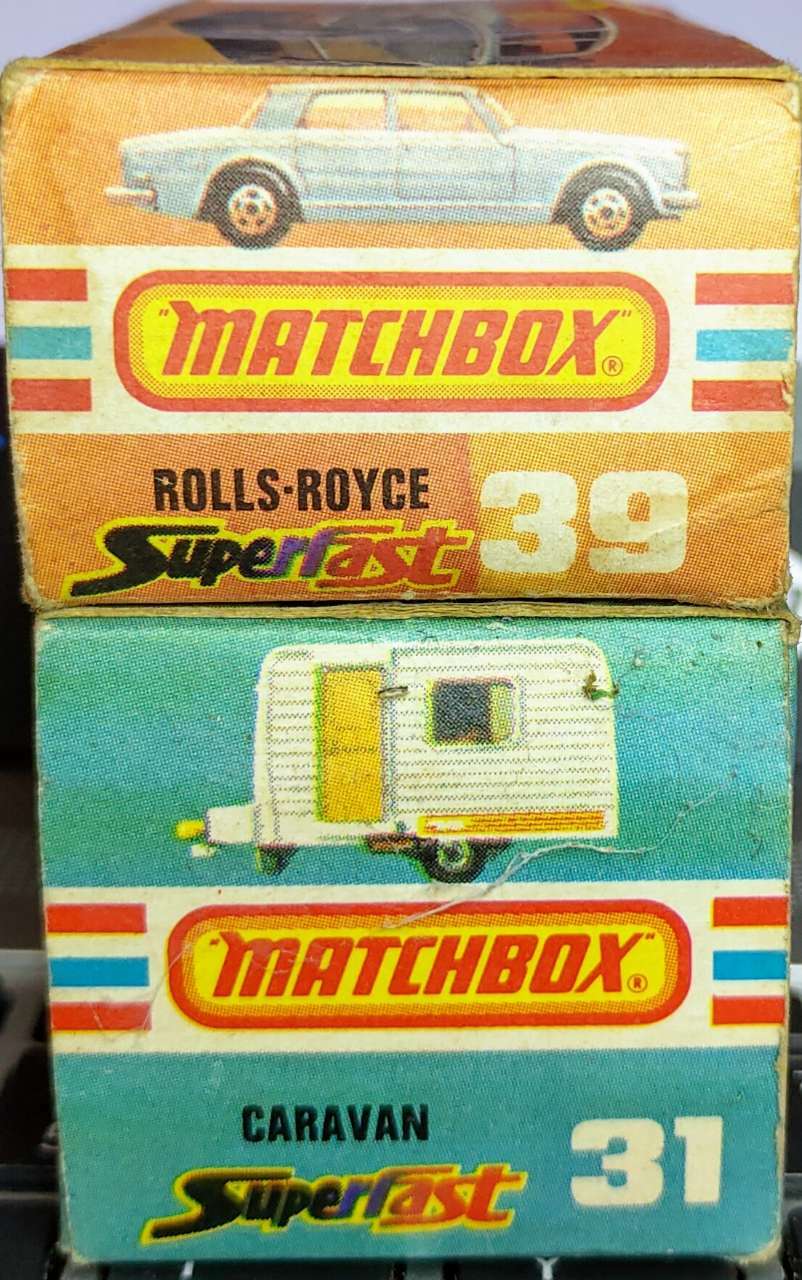 "MATCHBOX"®
ROLLS-ROYCE
Superfast 39
"MATCHBOX"®
CARAVAN
Superfast 31